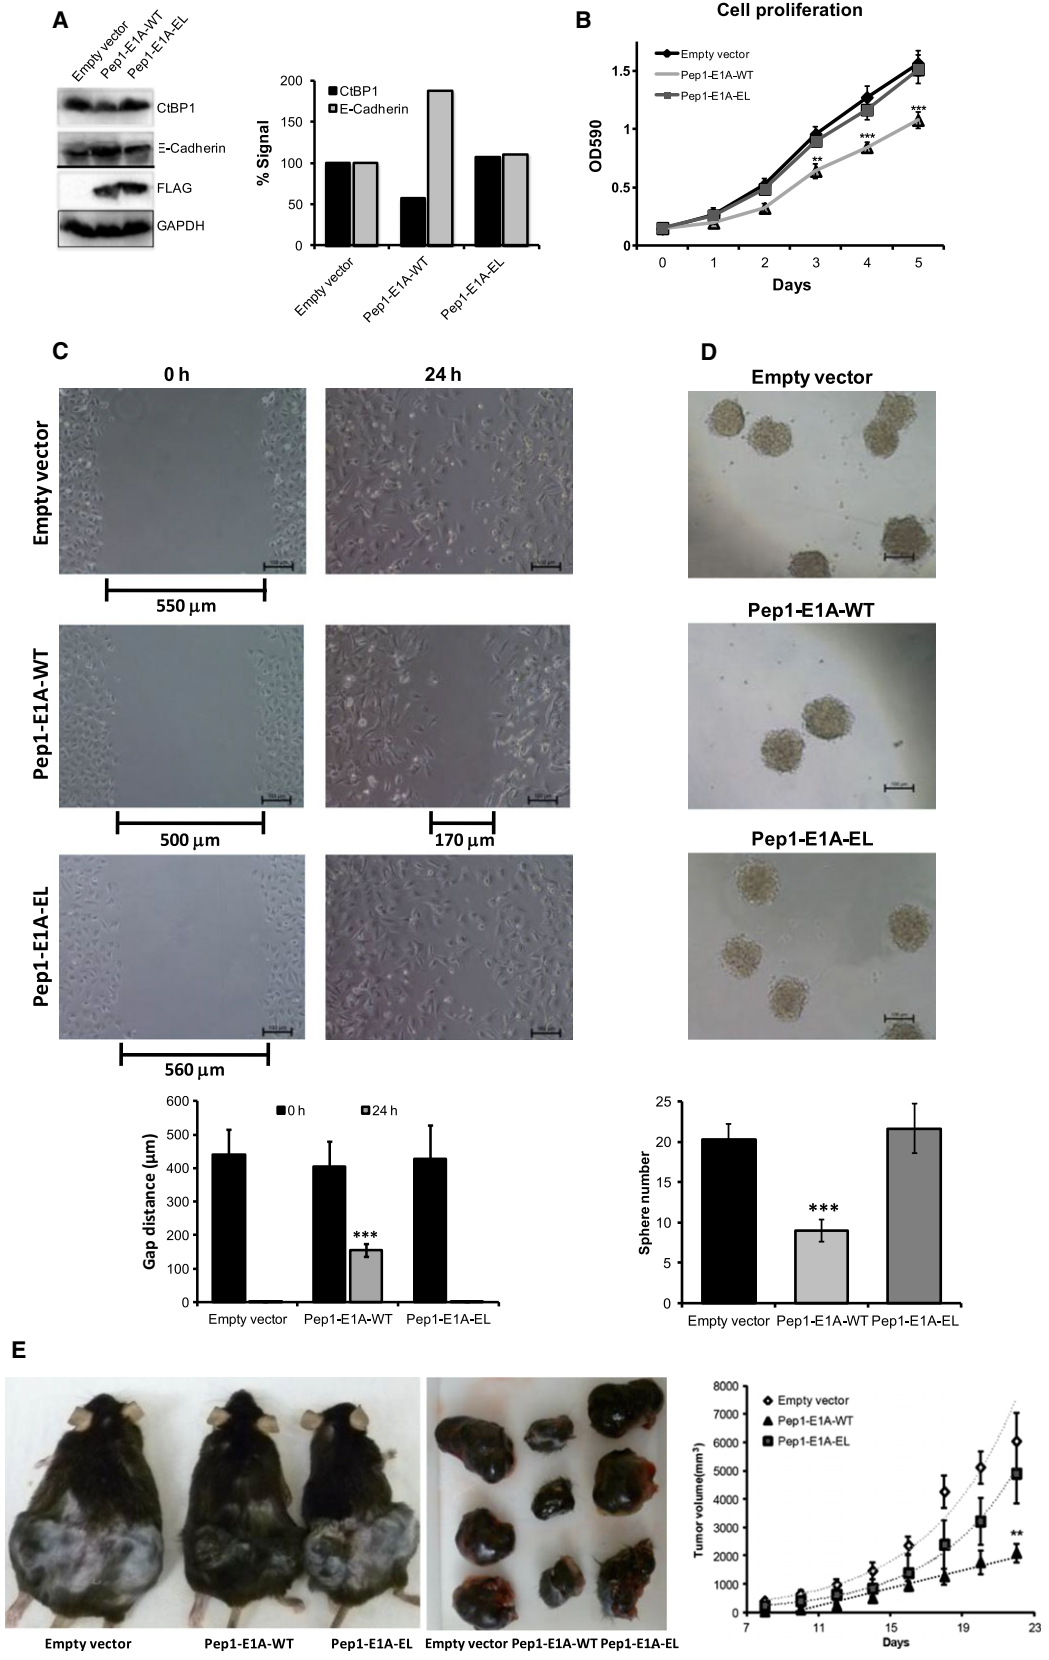 A
Empty vector
Pep1-E1A-WT
Pep1-E1A-EL
CtBP1
E-Cadherin
FLAG
GAPDH
% Signal
200
150
100
50
0
CtBP1
E-Cadherin
Empty vector
Pep1-E1A-WT
Pep1-E1A-EL
B
Cell proliferation
OD590
1.5
1
0.5
0
Empty vector
Pep1-E1A-WT
Pep1-E1A-EL
**
***
***
0 1 2 3 4 5
Days
C
0 h 24 h
Empty vector
100 µm
550 µm
Pep1-E1A-WT
500 µm 170 µm
Pep1-E1A-EL
560 µm
Gap distance (µm)
600
500
400
300
200
100
0
0 h 24 h
***
Empty vector Pep1-E1A-WT Pep1-E1A-EL
D
Empty vector
Pep1-E1A-WT
100 µm
Pep1-E1A-EL
Sphere number
25
20
15
10
5
0
***
Empty vector Pep1-E1A-WT Pep1-E1A-EL
E
Empty vector Pep1-E1A-WT Pep1-E1A-EL
Empty vector Pep1-E1A-WT Pep1-E1A-EL
Tumor volume(mm³)
8000
7000
6000
5000
4000
3000
2000
1000
0
Empty vector
Pep1-E1A-WT
Pep1-E1A-EL
**
7 11 15 19 23
Days